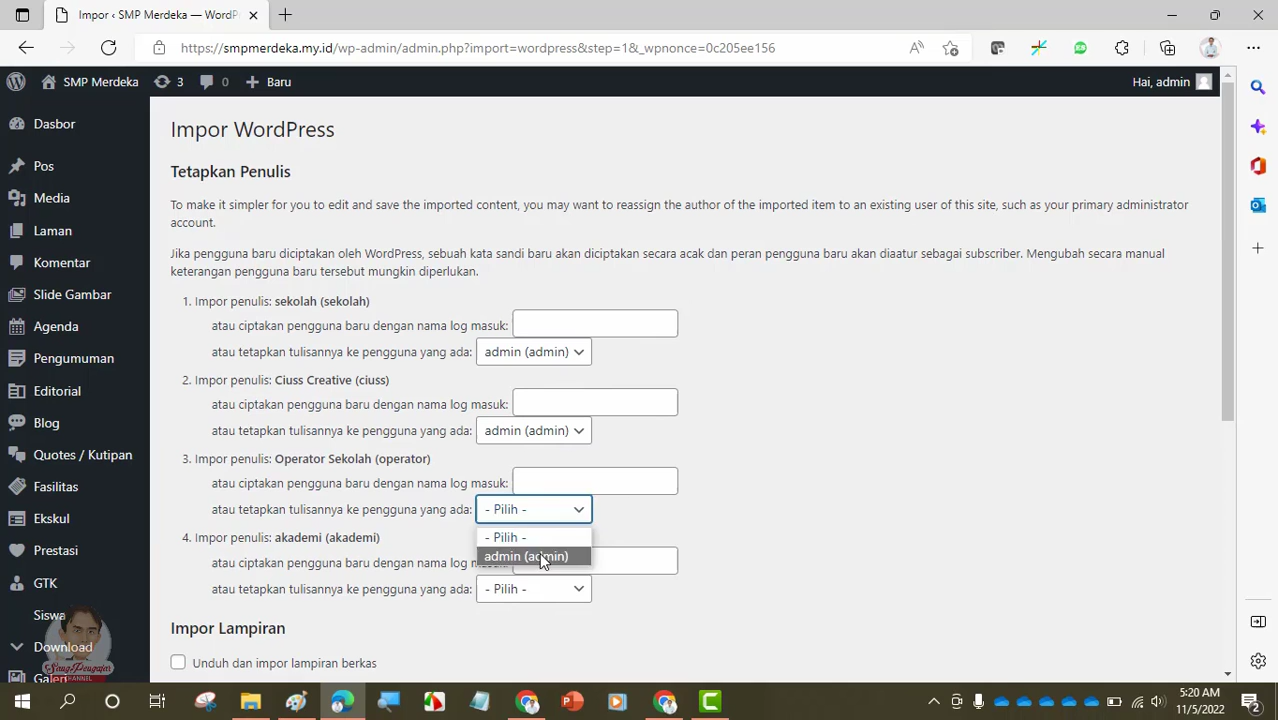 Impor ‹ SMP Merdeka — WordPr
https://smpmerdeka.my.id/wp-admin/admin.php?import=wordpress&step=1&_wpnonce=0c205ee156
SMP Merdeka
3
0
Baru
Hai, admin
Dasbor
Pos
Media
Laman
Komentar
Slide Gambar
Agenda
Pengumuman
Editorial
Blog
Quotes / Kutipan
Fasilitas
Ekskul
Prestasi
GTK
Siswa
Download
Galeri
Impor WordPress
Tetapkan Penulis
To make it simpler for you to edit and save the imported content, you may want to reassign the author of the imported item to an existing user of this site, such as your primary administrator
account.
Jika pengguna baru diciptakan oleh WordPress, sebuah kata sandi baru akan diciptakan secara acak dan peran pengguna baru akan diaatur sebagai subscriber. Mengubah secara manual
keterangan pengguna baru tersebut mungkin diperlukan.
1. Impor penulis: sekolah (sekolah)
atau ciptakan pengguna baru dengan nama log masuk:
atau tetapkan tulisannya ke pengguna yang ada: admin (admin)
2. Impor penulis: Ciuss Creative (ciuss)
atau ciptakan pengguna baru dengan nama log masuk:
atau tetapkan tulisannya ke pengguna yang ada: admin (admin)
3. Impor penulis: Operator Sekolah (operator)
atau ciptakan pengguna baru dengan nama log masuk:
atau tetapkan tulisannya ke pengguna yang ada: - Pilih -
- Pilih -
admin (admin)
4. Impor penulis: akademi (akademi)
atau ciptakan pengguna baru dengan nama log mas
atau tetapkan tulisannya ke pengguna yang ada: - Pilih -
Impor Lampiran
Unduh dan impor lampiran berkas
SangPengajar
CHANNEL
5:20 AM
11/5/2022
2